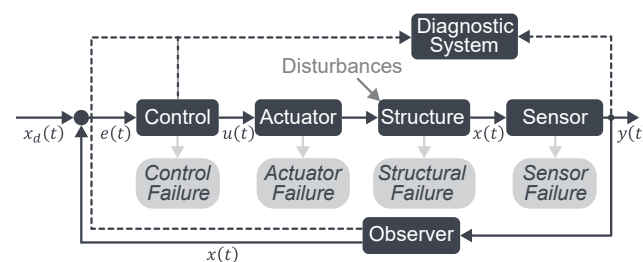 Diagnostic
System
Disturbances
x_d(t)
e(t)
Control
u(t)
Actuator
Structure
x(t)
Sensor
y(t
Control
Failure
Actuator
Failure
Structural
Failure
Sensor
Failure
Observer
x(t)